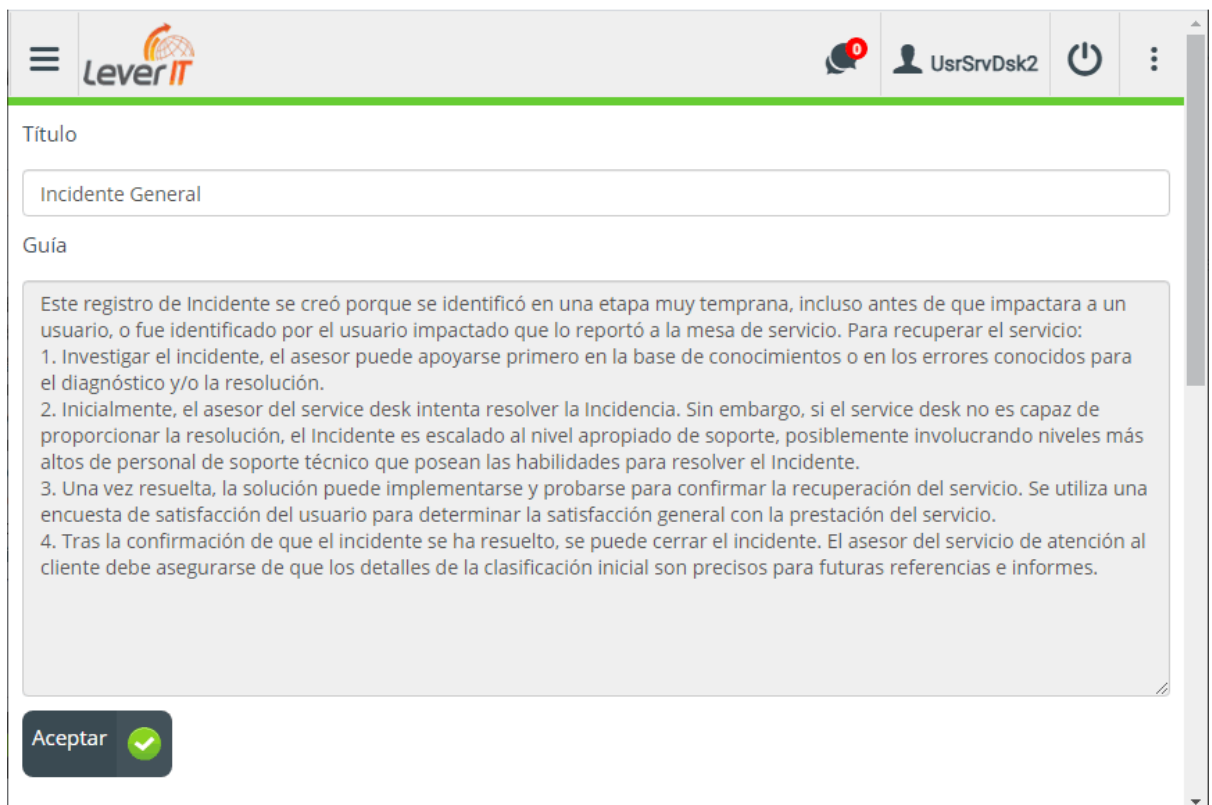 LeverIT
0
UsrSrvDsk2
Título
Incidente General
Guía
Este registro de Incidente se creó porque se identificó en una etapa muy temprana, incluso antes de que impactara a un
usuario, o fue identificado por el usuario impactado que lo reportó a la mesa de servicio. Para recuperar el servicio:
1. Investigar el incidente, el asesor puede apoyarse primero en la base de conocimientos o en los errores conocidos para
el diagnóstico y/o la resolución.
2. Inicialmente, el asesor del service desk intenta resolver la Incidencia. Sin embargo, si el service desk no es capaz de
proporcionar la resolución, el Incidente es escalado al nivel apropiado de soporte, posiblemente involucrando niveles más
altos de personal de soporte técnico que posean las habilidades para resolver el Incidente.
3. Una vez resuelta, la solución puede implementarse y probarse para confirmar la recuperación del servicio. Se utiliza una
encuesta de satisfacción del usuario para determinar la satisfacción general con la prestación del servicio.
4. Tras la confirmación de que el incidente se ha resuelto, se puede cerrar el incidente. El asesor del servicio de atención al
cliente debe asegurarse de que los detalles de la clasificación inicial son precisos para futuras referencias e informes.
Aceptar